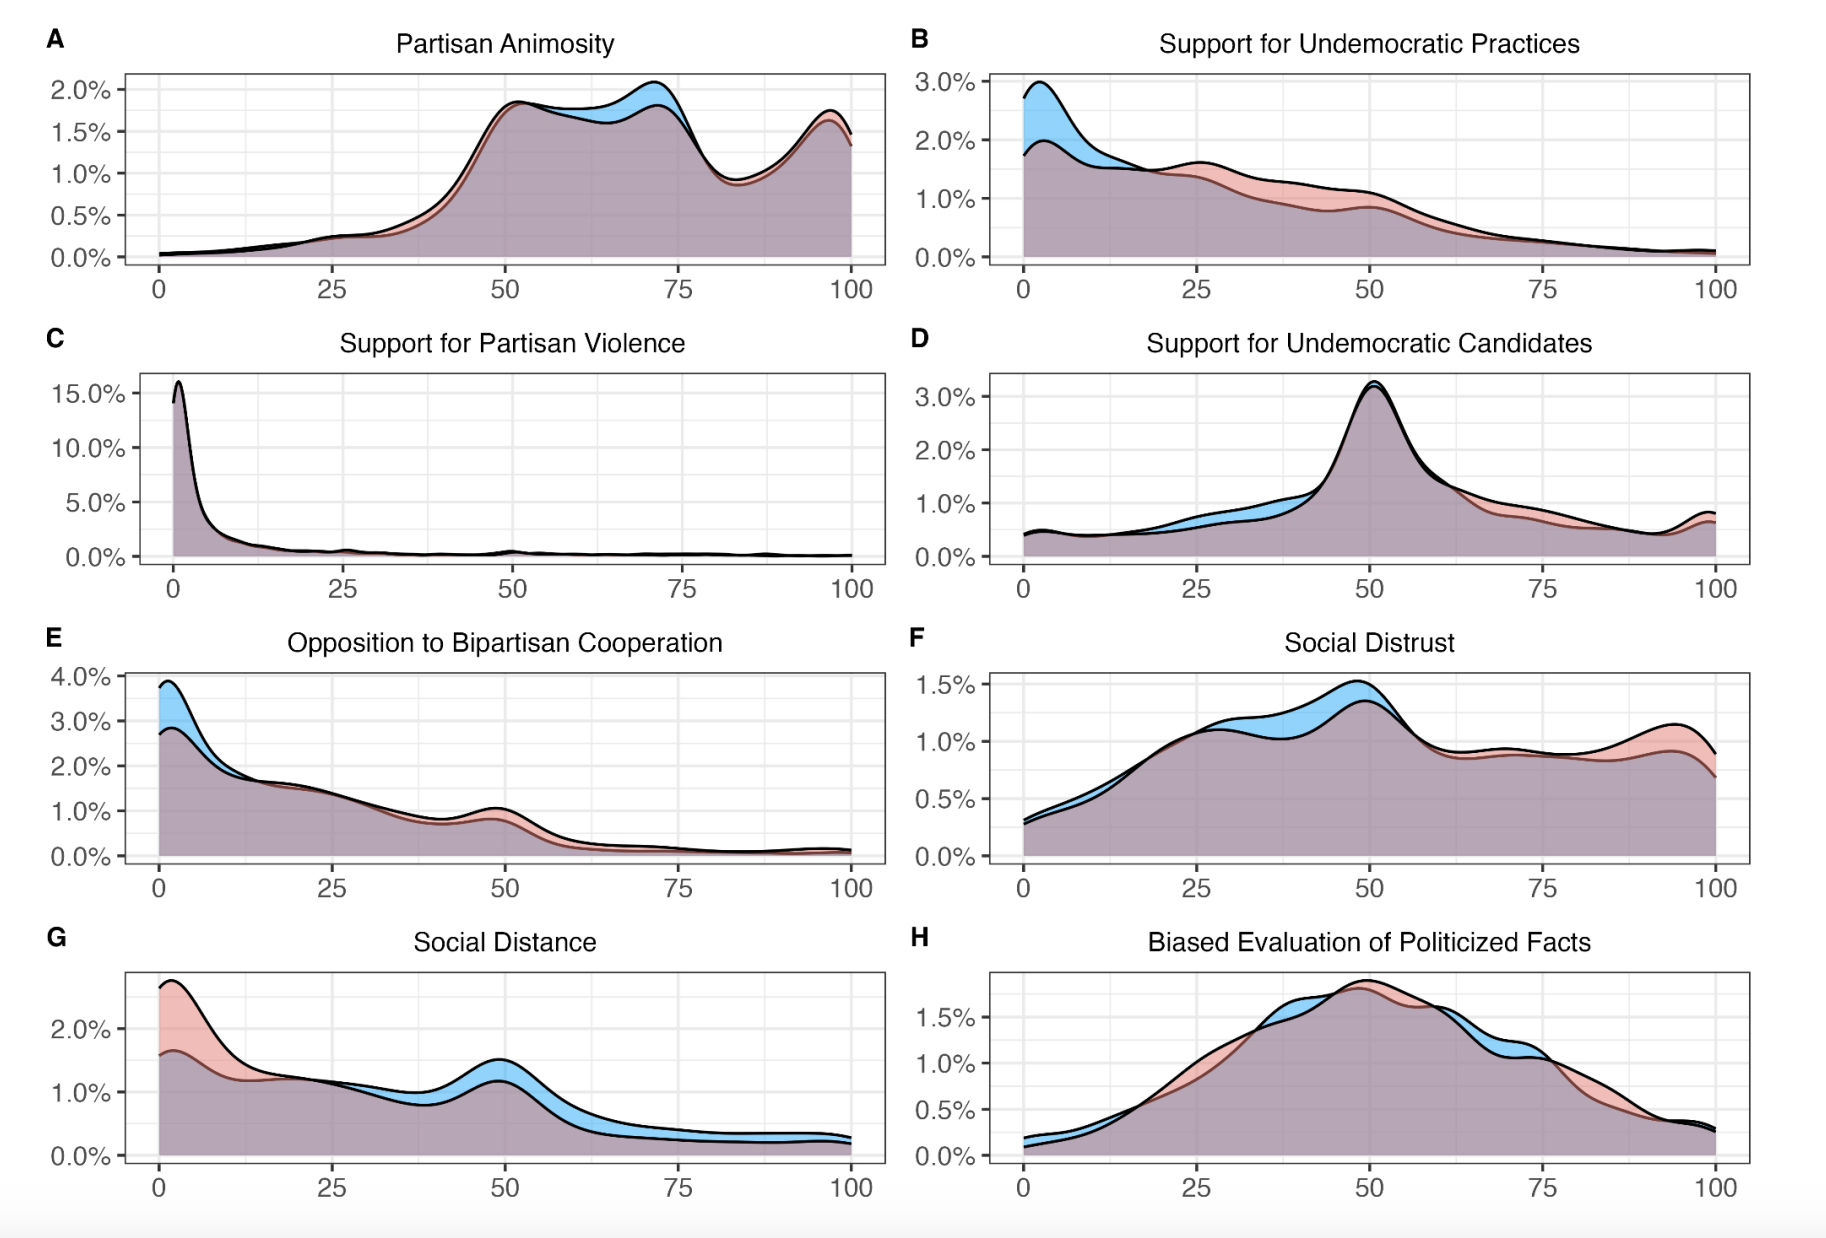 A Partisan Animosity
2.0%
1.5%
1.0%
0.5%
0.0%
0 25 50 75 100
B Support for Undemocratic Practices
3.0%
2.0%
1.0%
0.0%
0 25 50 75 100
C Support for Partisan Violence
15.0%
10.0%
5.0%
0.0%
0 25 50 75 100
D Support for Undemocratic Candidates
3.0%
2.0%
1.0%
0.0%
0 25 50 75 100
E Opposition to Bipartisan Cooperation
4.0%
3.0%
2.0%
1.0%
0.0%
0 25 50 75 100
F Social Distrust
1.5%
1.0%
0.5%
0.0%
0 25 50 75 100
G Social Distance
2.0%
1.0%
0.0%
0 25 50 75 100
H Biased Evaluation of Politicized Facts
1.5%
1.0%
0.5%
0.0%
0 25 50 75 100